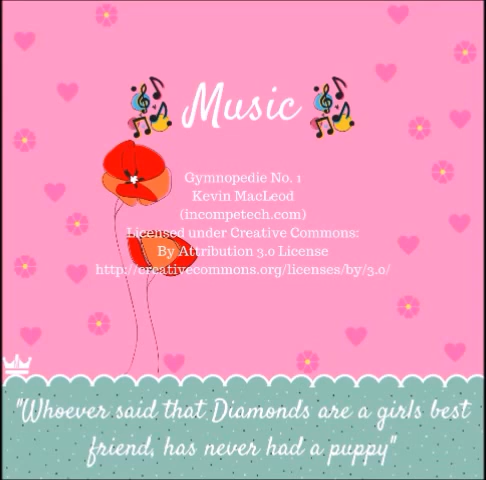 Music
Gymnopedie No. 1
Kevin MacLeod
(incompetech.com)
Licensed under Creative Commons:
By Attribution 3.0 License
http://creativecommons.org/licenses/by/3.0/
"Whoever said that Diamonds are a girls best
friend, has never had a puppy"